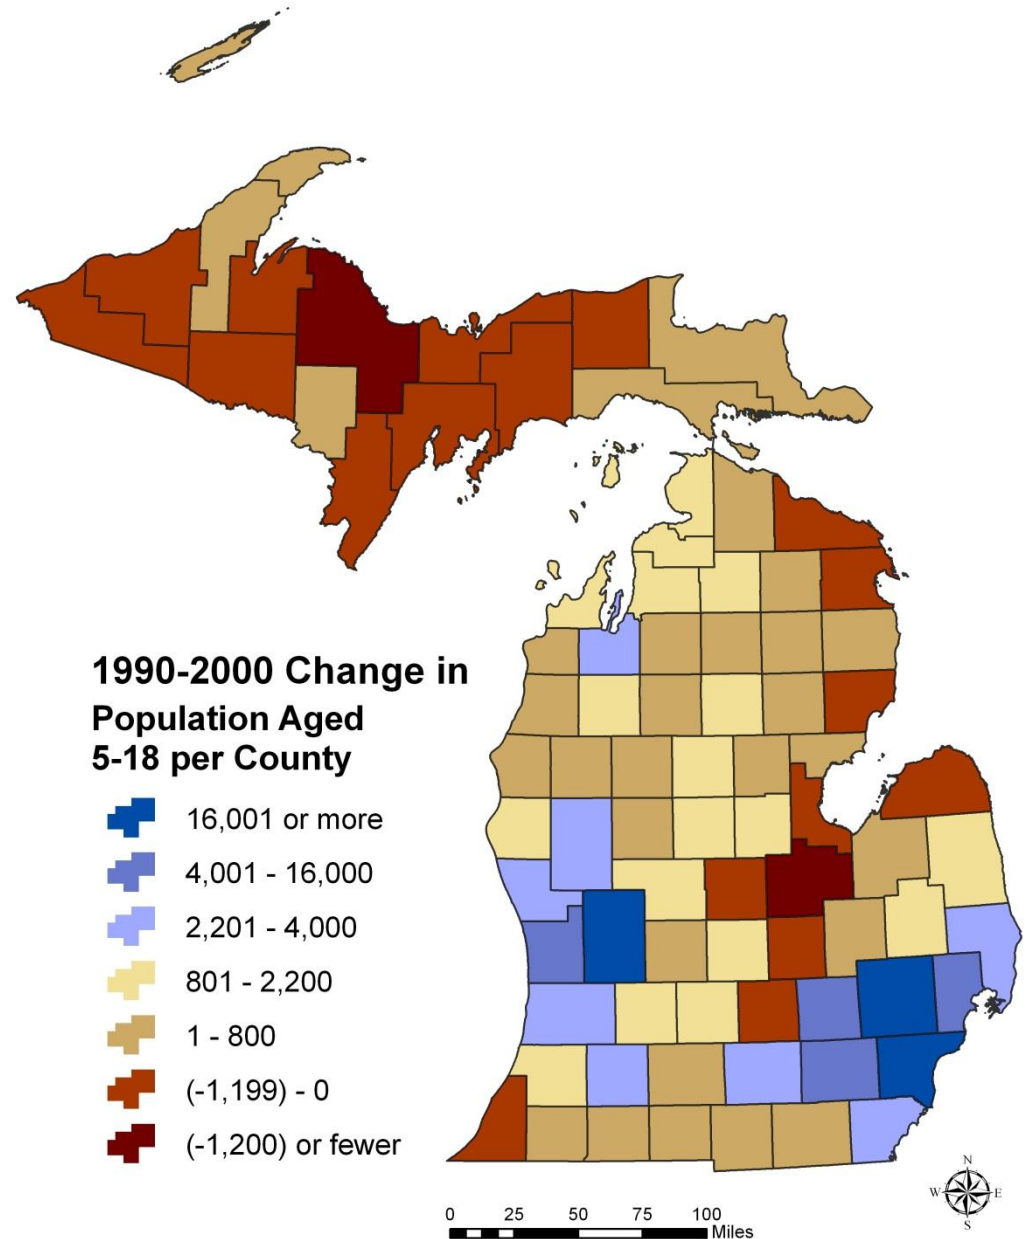 1990-2000 Change in
Population Aged
5-18 per County
16,001 or more
4,001 - 16,000
2,201 - 4,000
801 - 2,200
1 - 800
(-1,199) - 0
(-1,200) or fewer
N
W E
S
0 25 50 75 100
Miles